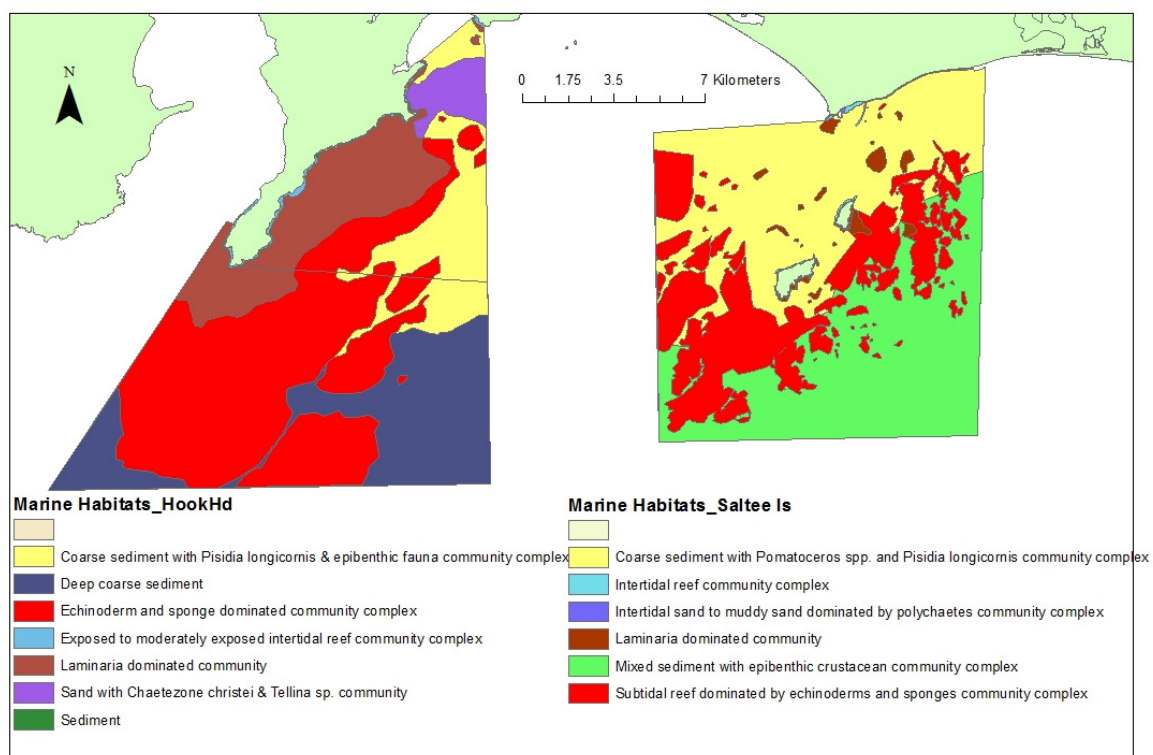 N
0 1.75 3.5 7 Kilometers
Marine Habitats_HookHd
Coarse sediment with Pisidia longicornis & epibenthic fauna community complex
Deep coarse sediment
Echinoderm and sponge dominated community complex
Exposed to moderately exposed intertidal reef community complex
Laminaria dominated community
Sand with Chaetezone christei & Tellina sp. community
Sediment
Marine Habitats_Saltee Is
Coarse sediment with Pomatoceros spp. and Pisidia longicornis community complex
Intertidal reef community complex
Intertidal sand to muddy sand dominated by polychaetes community complex
Laminaria dominated community
Mixed sediment with epibenthic crustacean community complex
Subtidal reef dominated by echinoderms and sponges community complex